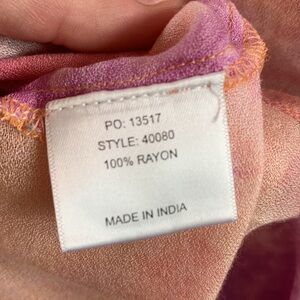 PO: 13517
STYLE: 40080
100% RAYON
MADE IN INDIA